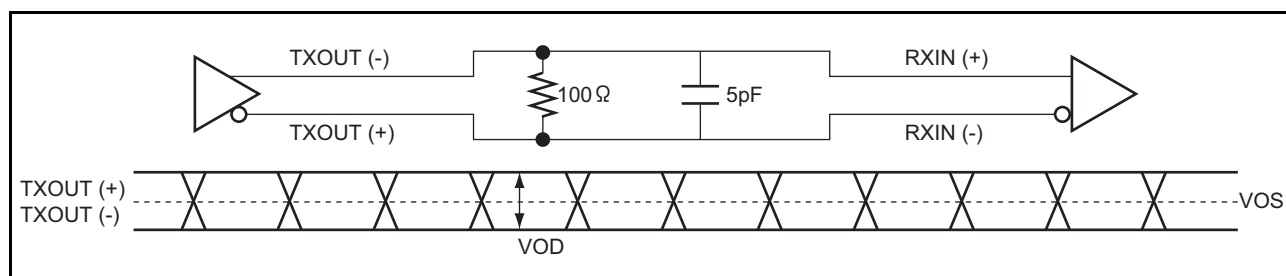 TXOUT (-)
RXIN (+)
100Ω
5pF
TXOUT (+)
RXIN (-)
TXOUT (+)
TXOUT (-)
VOS
VOD